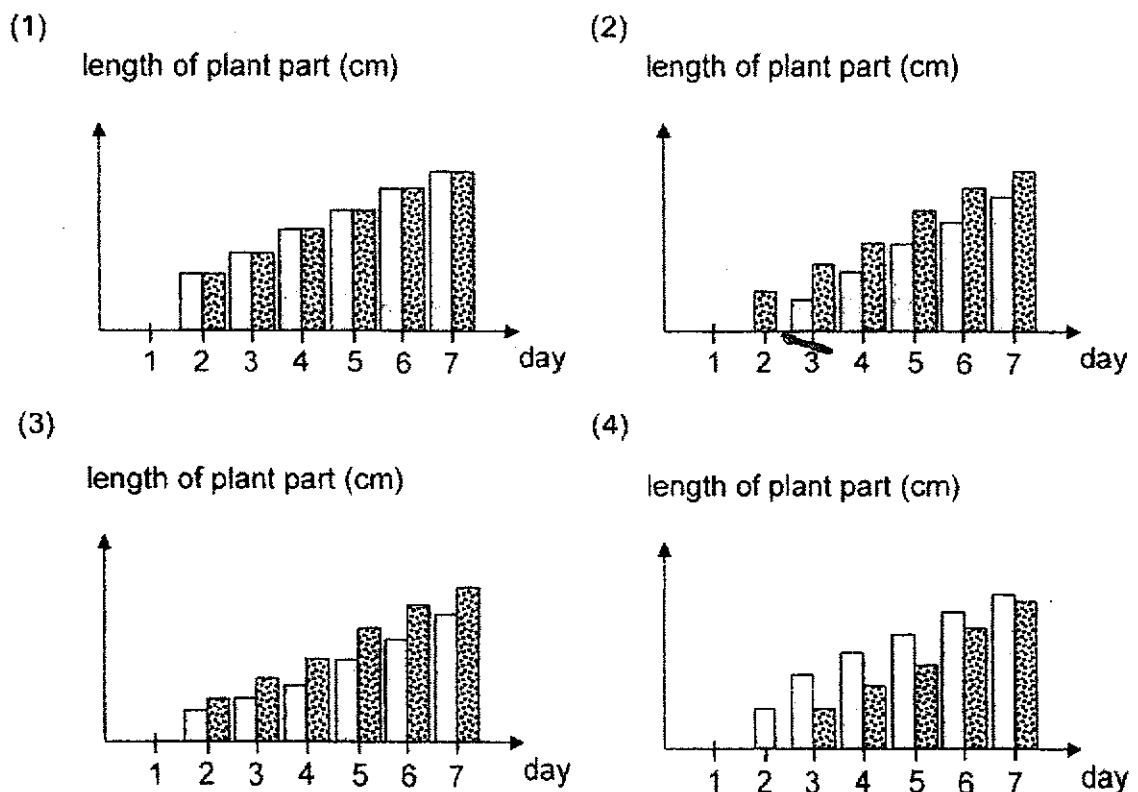 (1)
length of plant part (cm)
1 2 3 4 5 6 7 day
(2)
length of plant part (cm)
1 2 3 4 5 6 7 day
(3)
length of plant part (cm)
1 2 3 4 5 6 7 day
(4)
length of plant part (cm)
1 2 3 4 5 6 7 day